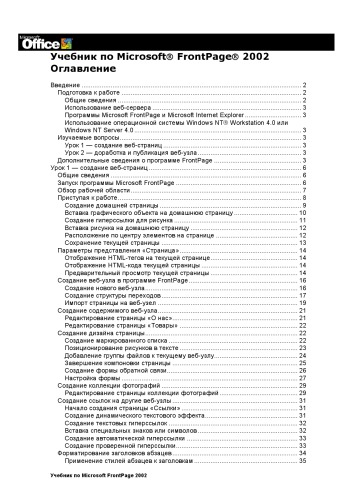 Microsoft
Office
Учебник по Microsoft® FrontPage® 2002
Оглавление
Введение ... 2
Подготовка к работе ... 2
Общие сведения ... 2
Использование веб-сервера ... 3
Программы Microsoft FrontPage и Microsoft Internet Explorer ... 3
Использование операционной системы Windows NT® Workstation 4.0 или
Windows NT Server 4.0 ... 3
Изучаемые вопросы ... 3
Урок 1 — создание веб-страниц ... 3
Урок 2 — доработка и публикация веб-узла ... 3
Дополнительные сведения о программе FrontPage ... 3
Урок 1 — создание веб-страниц ... 6
Общие сведения ... 6
Запуск программы Microsoft FrontPage ... 6
Обзор рабочей области ... 7
Приступая к работе ... 8
Создание домашней страницы ... 9
Вставка графического объекта на домашнюю страницу ... 10
Создание гиперссылки для рисунка ... 11
Вставка рисунка на домашнюю страницу ... 12
Расположение по центру элементов на странице ... 12
Сохранение текущей страницы ... 13
Параметры представления «Страница» ... 14
Отображение HTML-тегов на текущей странице ... 14
Отображение HTML-кода текущей страницы ... 14
Предварительный просмотр текущей страницы ... 14
Создание веб-узла в программе FrontPage ... 16
Создание нового веб-узла ... 16
Создание структуры переходов ... 17
Импорт страницы на веб-узел ... 19
Создание содержимого веб-узла ... 21
Редактирование страницы «О нас» ... 21
Редактирование страницы «Товары» ... 22
Создание дизайна страницы ... 22
Создание маркированного списка ... 22
Позиционирование рисунков в тексте ... 23
Добавление группы файлов к текущему веб-узлу ... 24
Завершение компоновки страницы ... 25
Создание формы обратной связи ... 26
Настройка формы ... 27
Создание коллекции фотографий ... 29
Редактирование страницы коллекции фотографий ... 29
Создание ссылок на другие веб-узлы ... 31
Начало создания страницы «Ссылки» ... 31
Создание динамического текстового эффекта ... 31
Создание текстовых гиперссылок ... 32
Вставка специальных знаков или символов ... 32
Создание автоматической гиперссылки ... 33
Создание проверенной гиперссылки ... 33
Форматирование заголовков абзацев ... 34
Применение стилей абзацев к заголовкам ... 35
Учебник по Microsoft FrontPage 2002